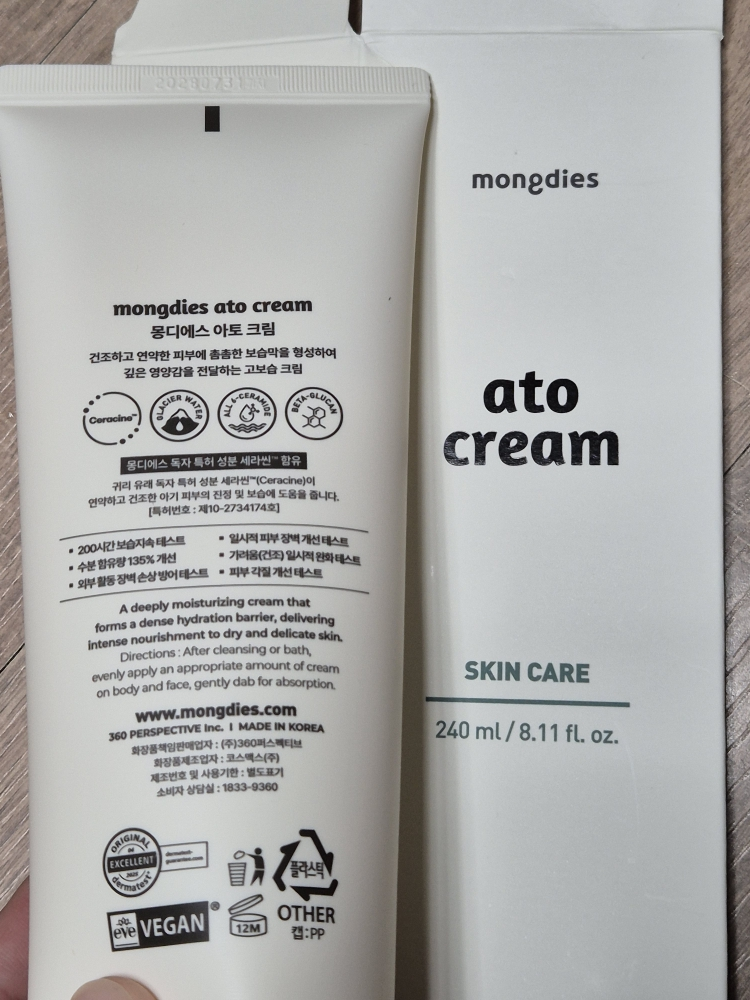 20280731
mongdies ato cream
몽디에스 아토 크림
건조하고 연약한 피부에 촘촘한 보습막을 형성하여
깊은 영양감을 전달하는 고보습 크림
Ceracine™
GLACIER WATER
ALL 6-CERAMIDE
BETA-GLUCAN
몽디에스 독자 특허 성분 세라씬™ 함유
귀리 유래 독자 특허 성분 세라씬™(Ceracine)이
연약하고 건조한 아기 피부의 진정 및 보습에 도움을 줍니다.
[특허번호 : 제10-2734174호]
▪ 200시간 보습지속 테스트
▪ 수분 함유량 135% 개선
▪ 외부 활동 장벽 손상 방어 테스트
▪ 일시적 피부 장벽 개선 테스트
▪ 가려움(건조) 일시적 완화 테스트
▪ 피부 각질 개선 테스트
A deeply moisturizing cream that
forms a dense hydration barrier, delivering
intense nourishment to dry and delicate skin.
Directions : After cleansing or bath,
evenly apply an appropriate amount of cream
on body and face, gently dab for absorption.
www.mongdies.com
360 PERSPECTIVE Inc. I MADE IN KOREA
화장품책임판매업자 : (주)360퍼스펙티브
화장품제조업자 : 코스맥스(주)
제조번호 및 사용기한 : 별도표기
소비자 상담실 : 1833-9360
ORIGINAL
EXCELLENT
2025
dermatest®
dermatest-
guarantee.com
플라스틱
OTHER
캡:PP
eve VEGAN®
12M
mongdies
ato
cream
SKIN CARE
240 ml / 8.11 fl. oz.